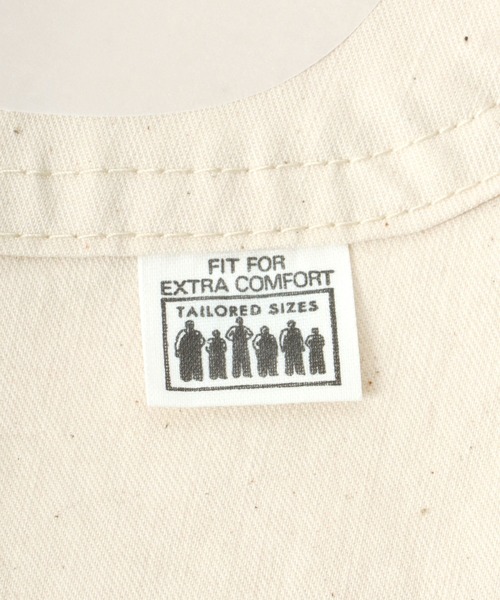 FIT FOR
EXTRA COMFORT
TAILORED SIZES